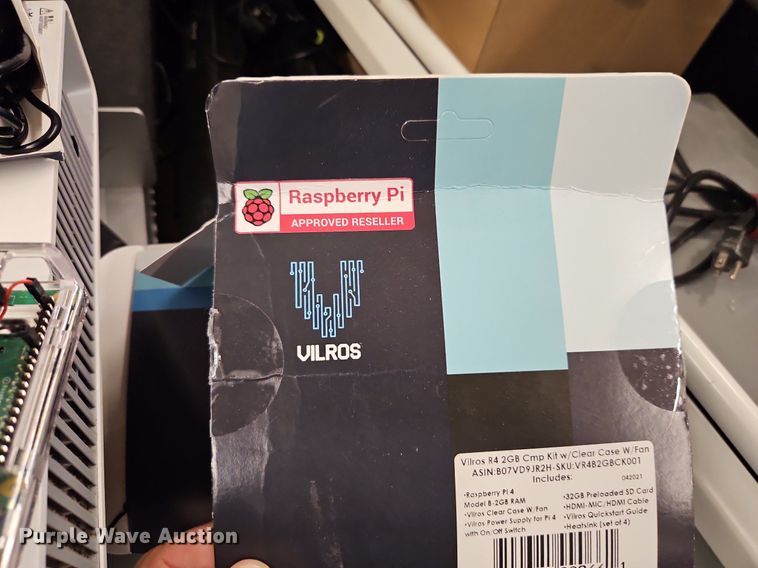 Raspberry Pi
APPROVED RESELLER
VILROS
Vilros R4 2GB Cmp Kit w/Clear Case W/Fan
ASIN:B07VD9JR2H-SKU:VR4B2GBCK001
Includes:
042021
•Raspberry Pi 4
Model B-2GB RAM
•Vilros Clear Case W/Fan
•Vilros Power Supply for Pi 4
with On/Off Switch
•32GB Preloaded SD Card
•HDMI-MIC/HDMI Cable
•Vilros Quickstart Guide
•Heatsink (set of 4)
Purple Wave Auction